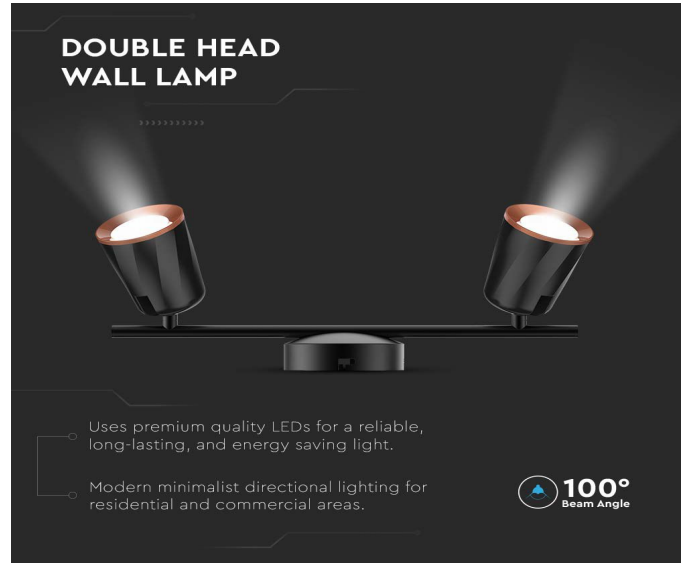 DOUBLE HEAD
WALL LAMP
Uses premium quality LEDs for a reliable,
long-lasting, and energy saving light.
Modern minimalist directional lighting for
residential and commercial areas.
100°
Beam Angle